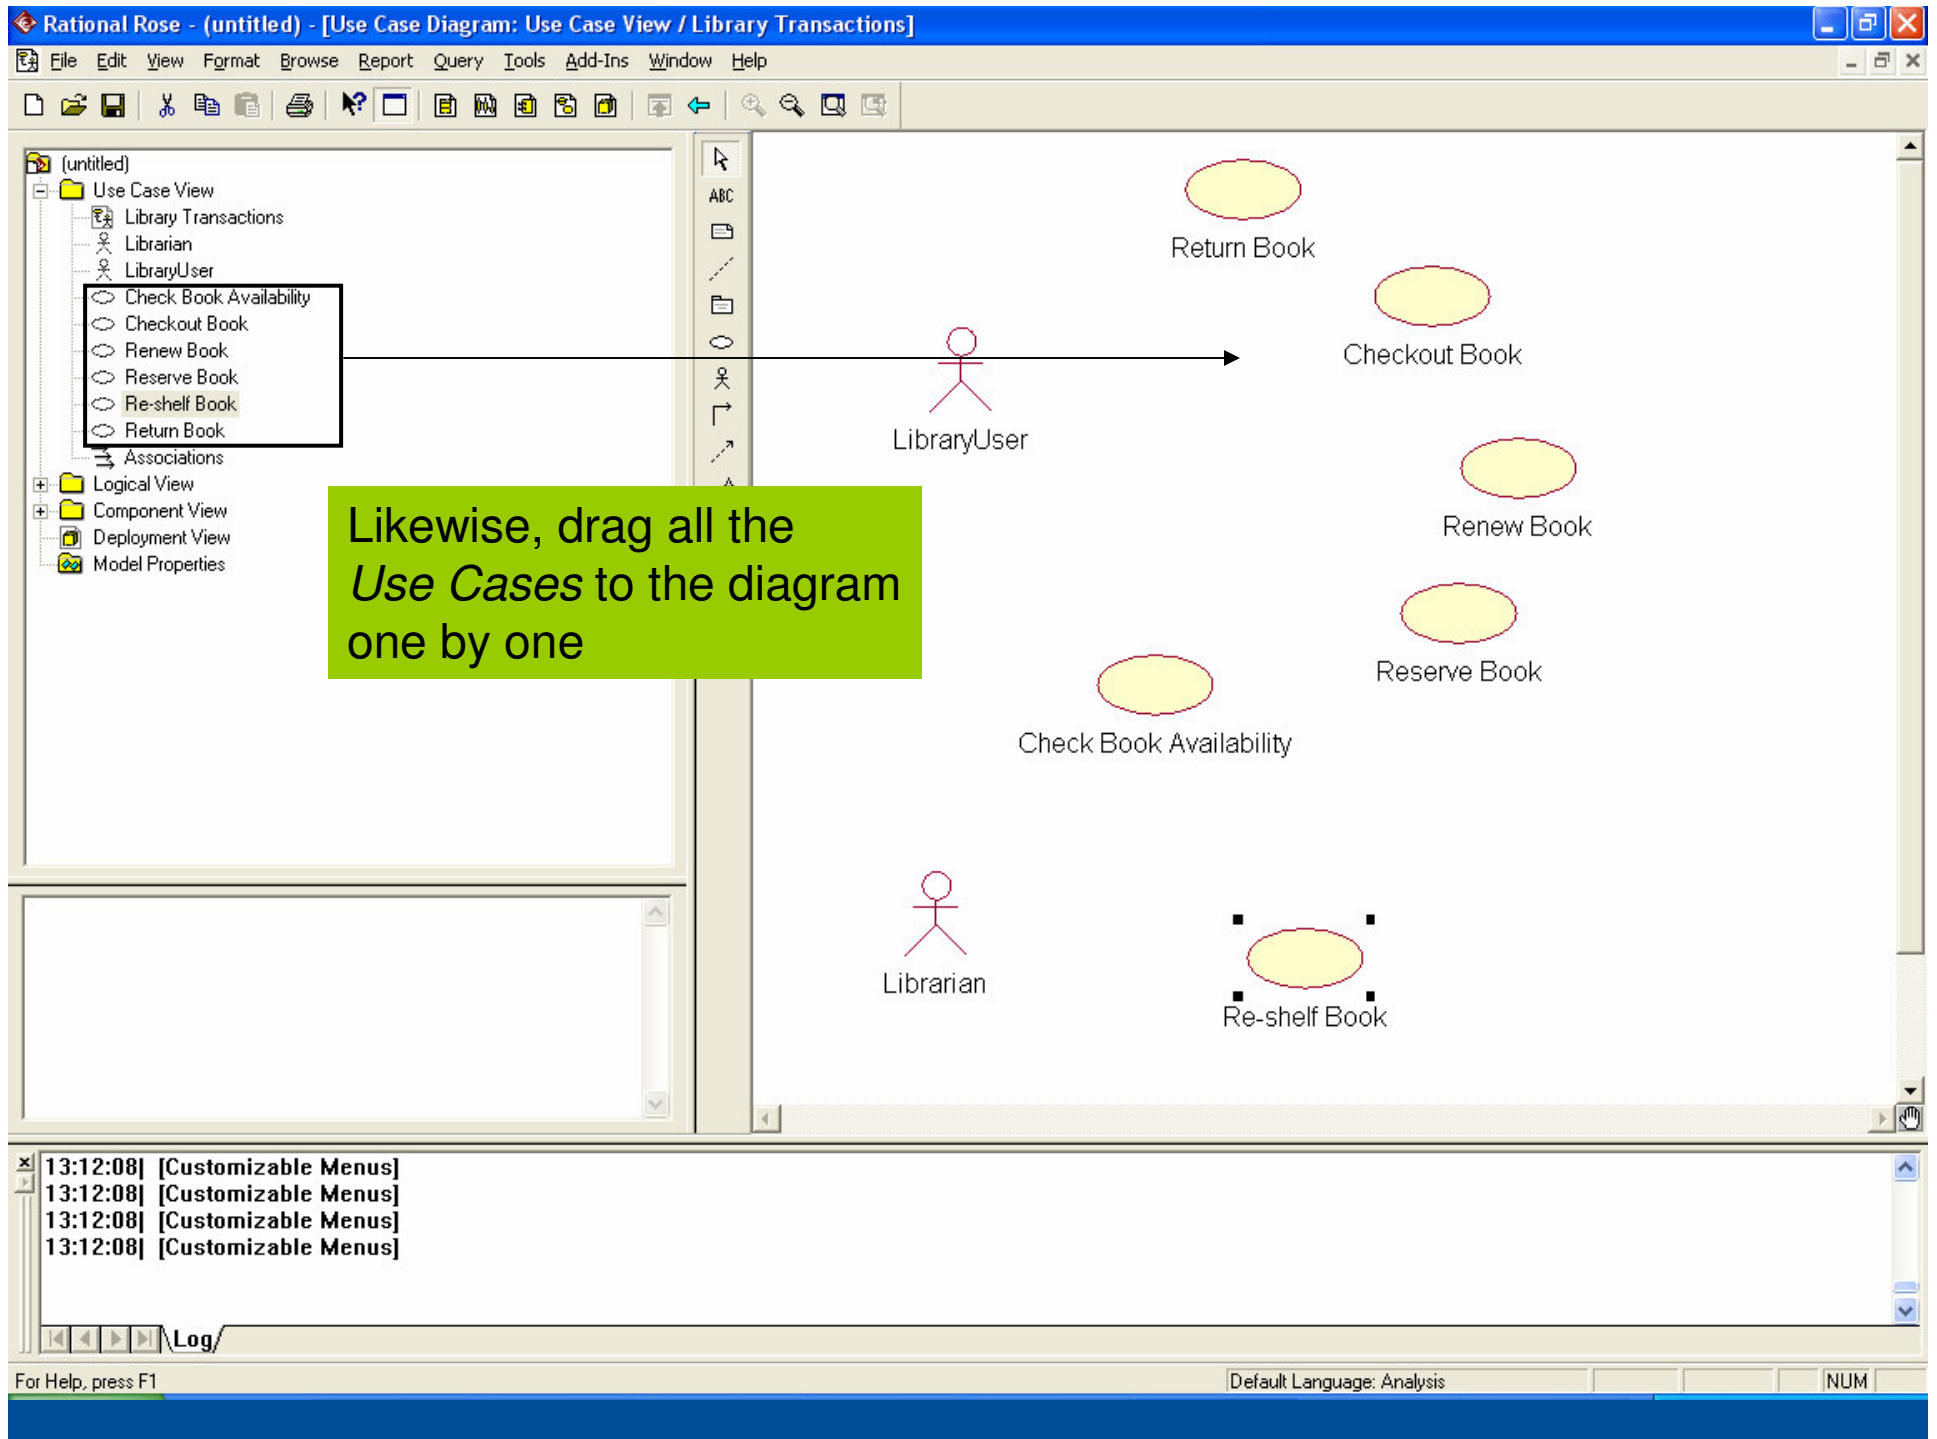 Rational Rose - (untitled) - [Use Case Diagram: Use Case View / Library Transactions]
File Edit View Format Browse Report Query Tools Add-Ins Window Help
(untitled)
Use Case View
Library Transactions
Librarian
LibraryUser
Check Book Availability
Checkout Book
Renew Book
Reserve Book
Re-shelf Book
Return Book
Associations
Logical View
Component View
Deployment View
Model Properties
ABC
Likewise, drag all the
Use Cases to the diagram
one by one
Return Book
Checkout Book
LibraryUser
Renew Book
Reserve Book
Check Book Availability
Librarian
Re-shelf Book
13:12:08| [Customizable Menus]
13:12:08| [Customizable Menus]
13:12:08| [Customizable Menus]
13:12:08| [Customizable Menus]
Log
For Help, press F1
Default Language: Analysis
NUM